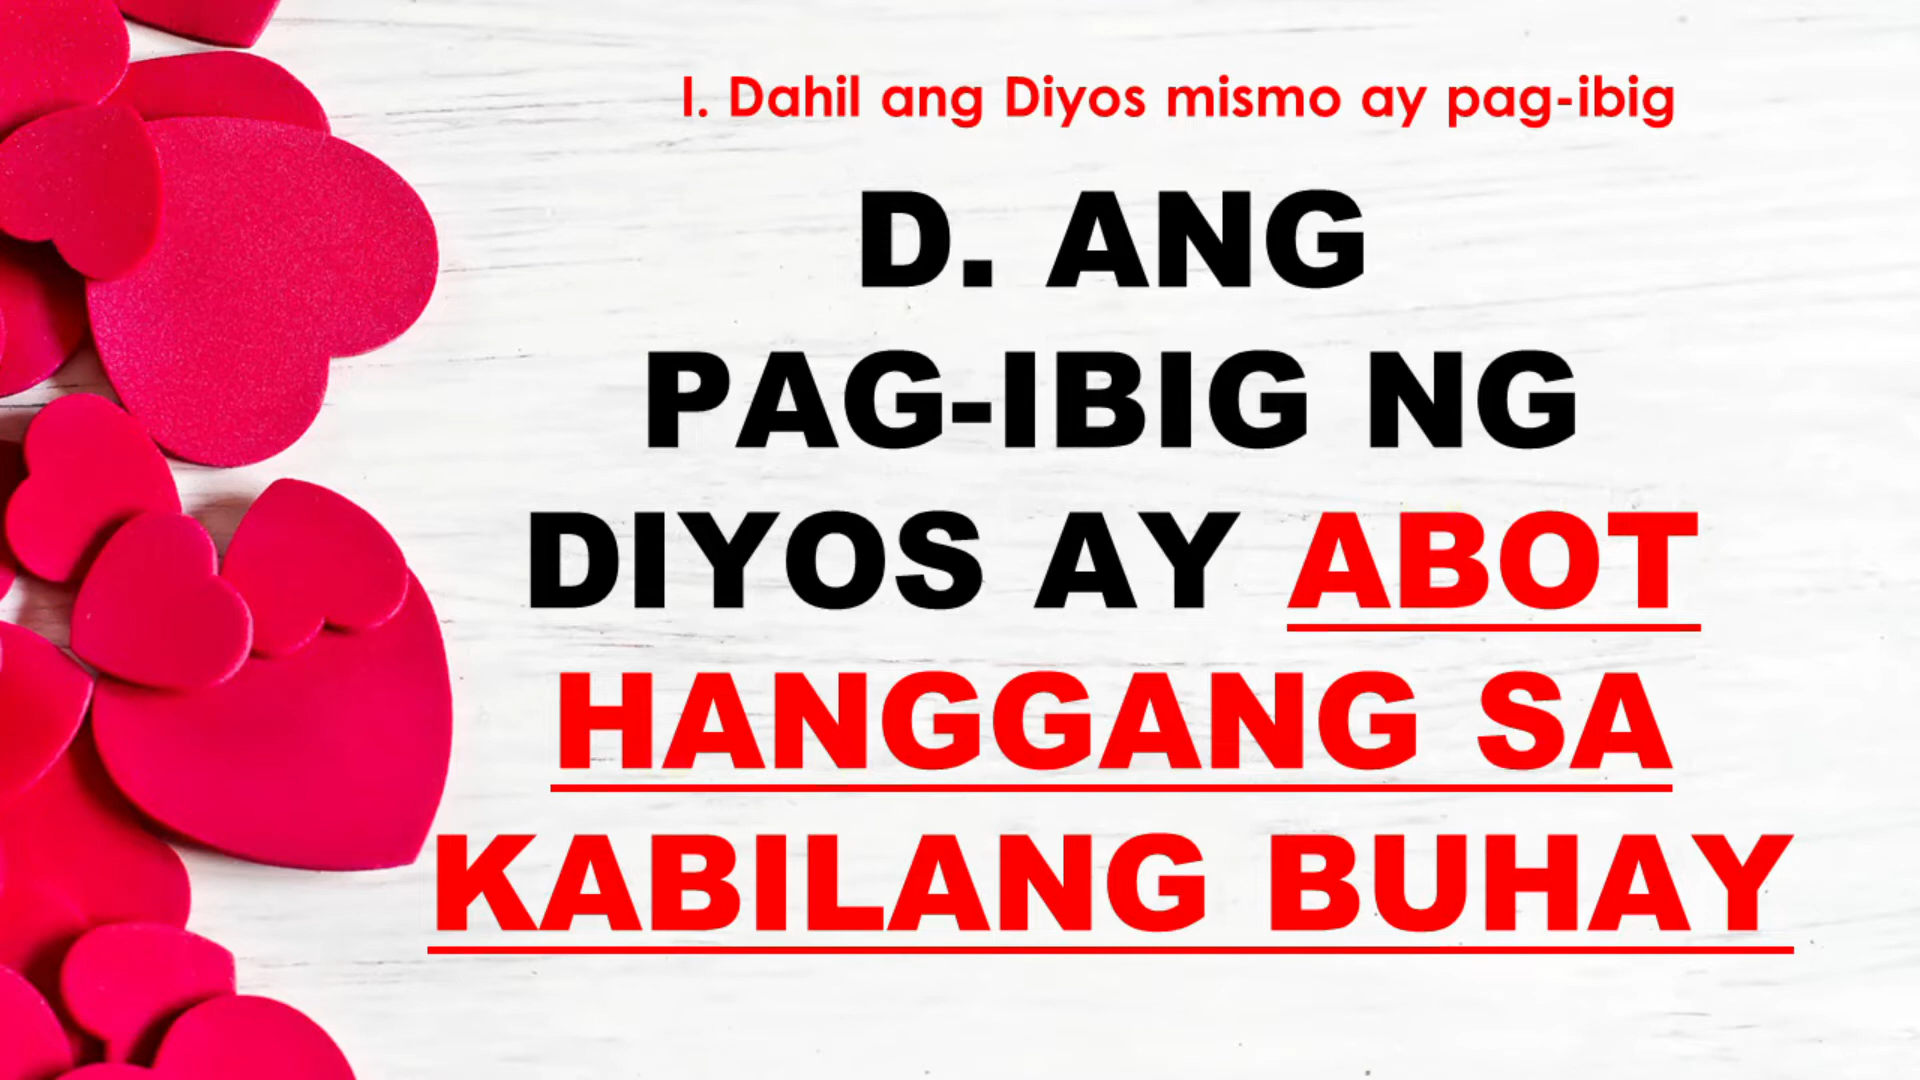 I. Dahil ang Diyos mismo ay pag-ibig
D. ANG
PAG-IBIG NG
DIYOS AY ABOT
HANGGANG SA
KABILANG BUHAY